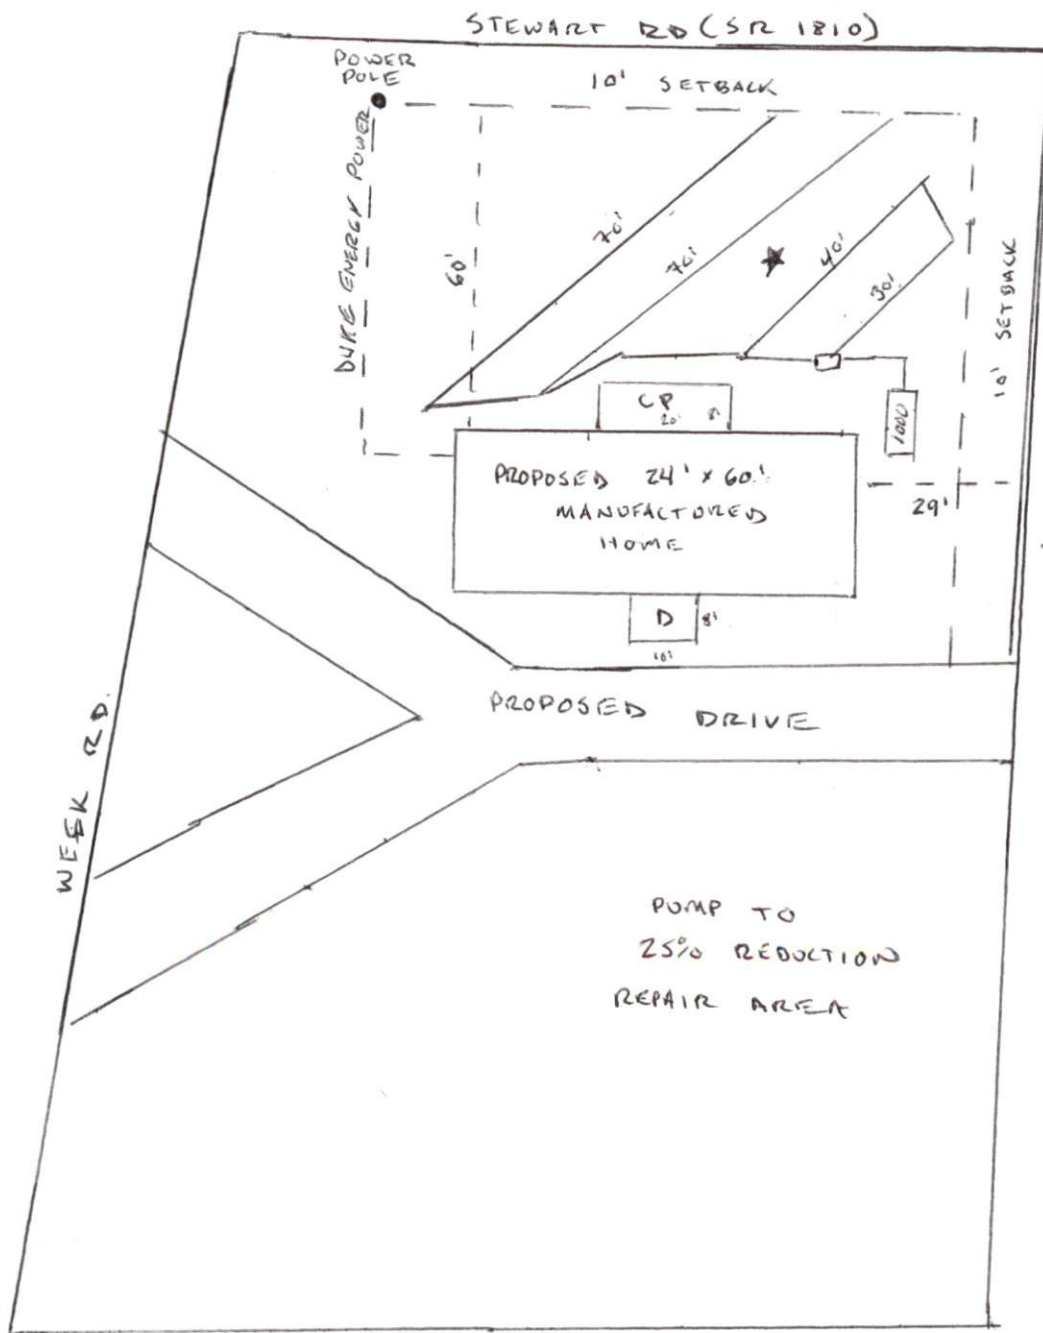 STEWART RD (SR 1810)
POWER
POLE
10' SETBACK
DUKE ENERGY POWER
60'
70'
70'
40'
30'
10' SETBACK
CP
20' 8'
1000
PROPOSED 24' x 60'
MANUFACTURED
HOME
29'
D 8'
10'
PROPOSED DRIVE
WEEK RD.
PUMP TO
25% REDUCTION
REPAIR AREA